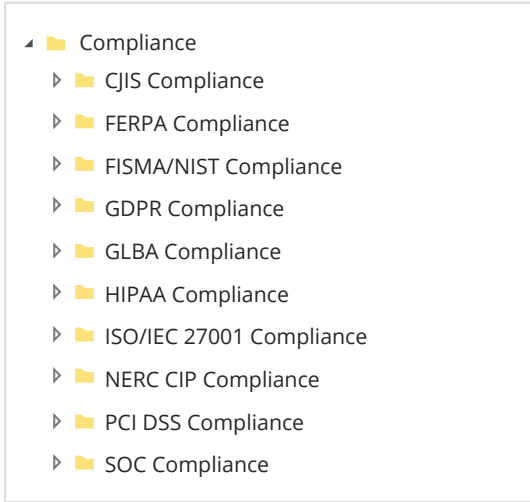 Compliance
CJIS Compliance
FERPA Compliance
FISMA/NIST Compliance
GDPR Compliance
GLBA Compliance
HIPAA Compliance
ISO/IEC 27001 Compliance
NERC CIP Compliance
PCI DSS Compliance
SOC Compliance